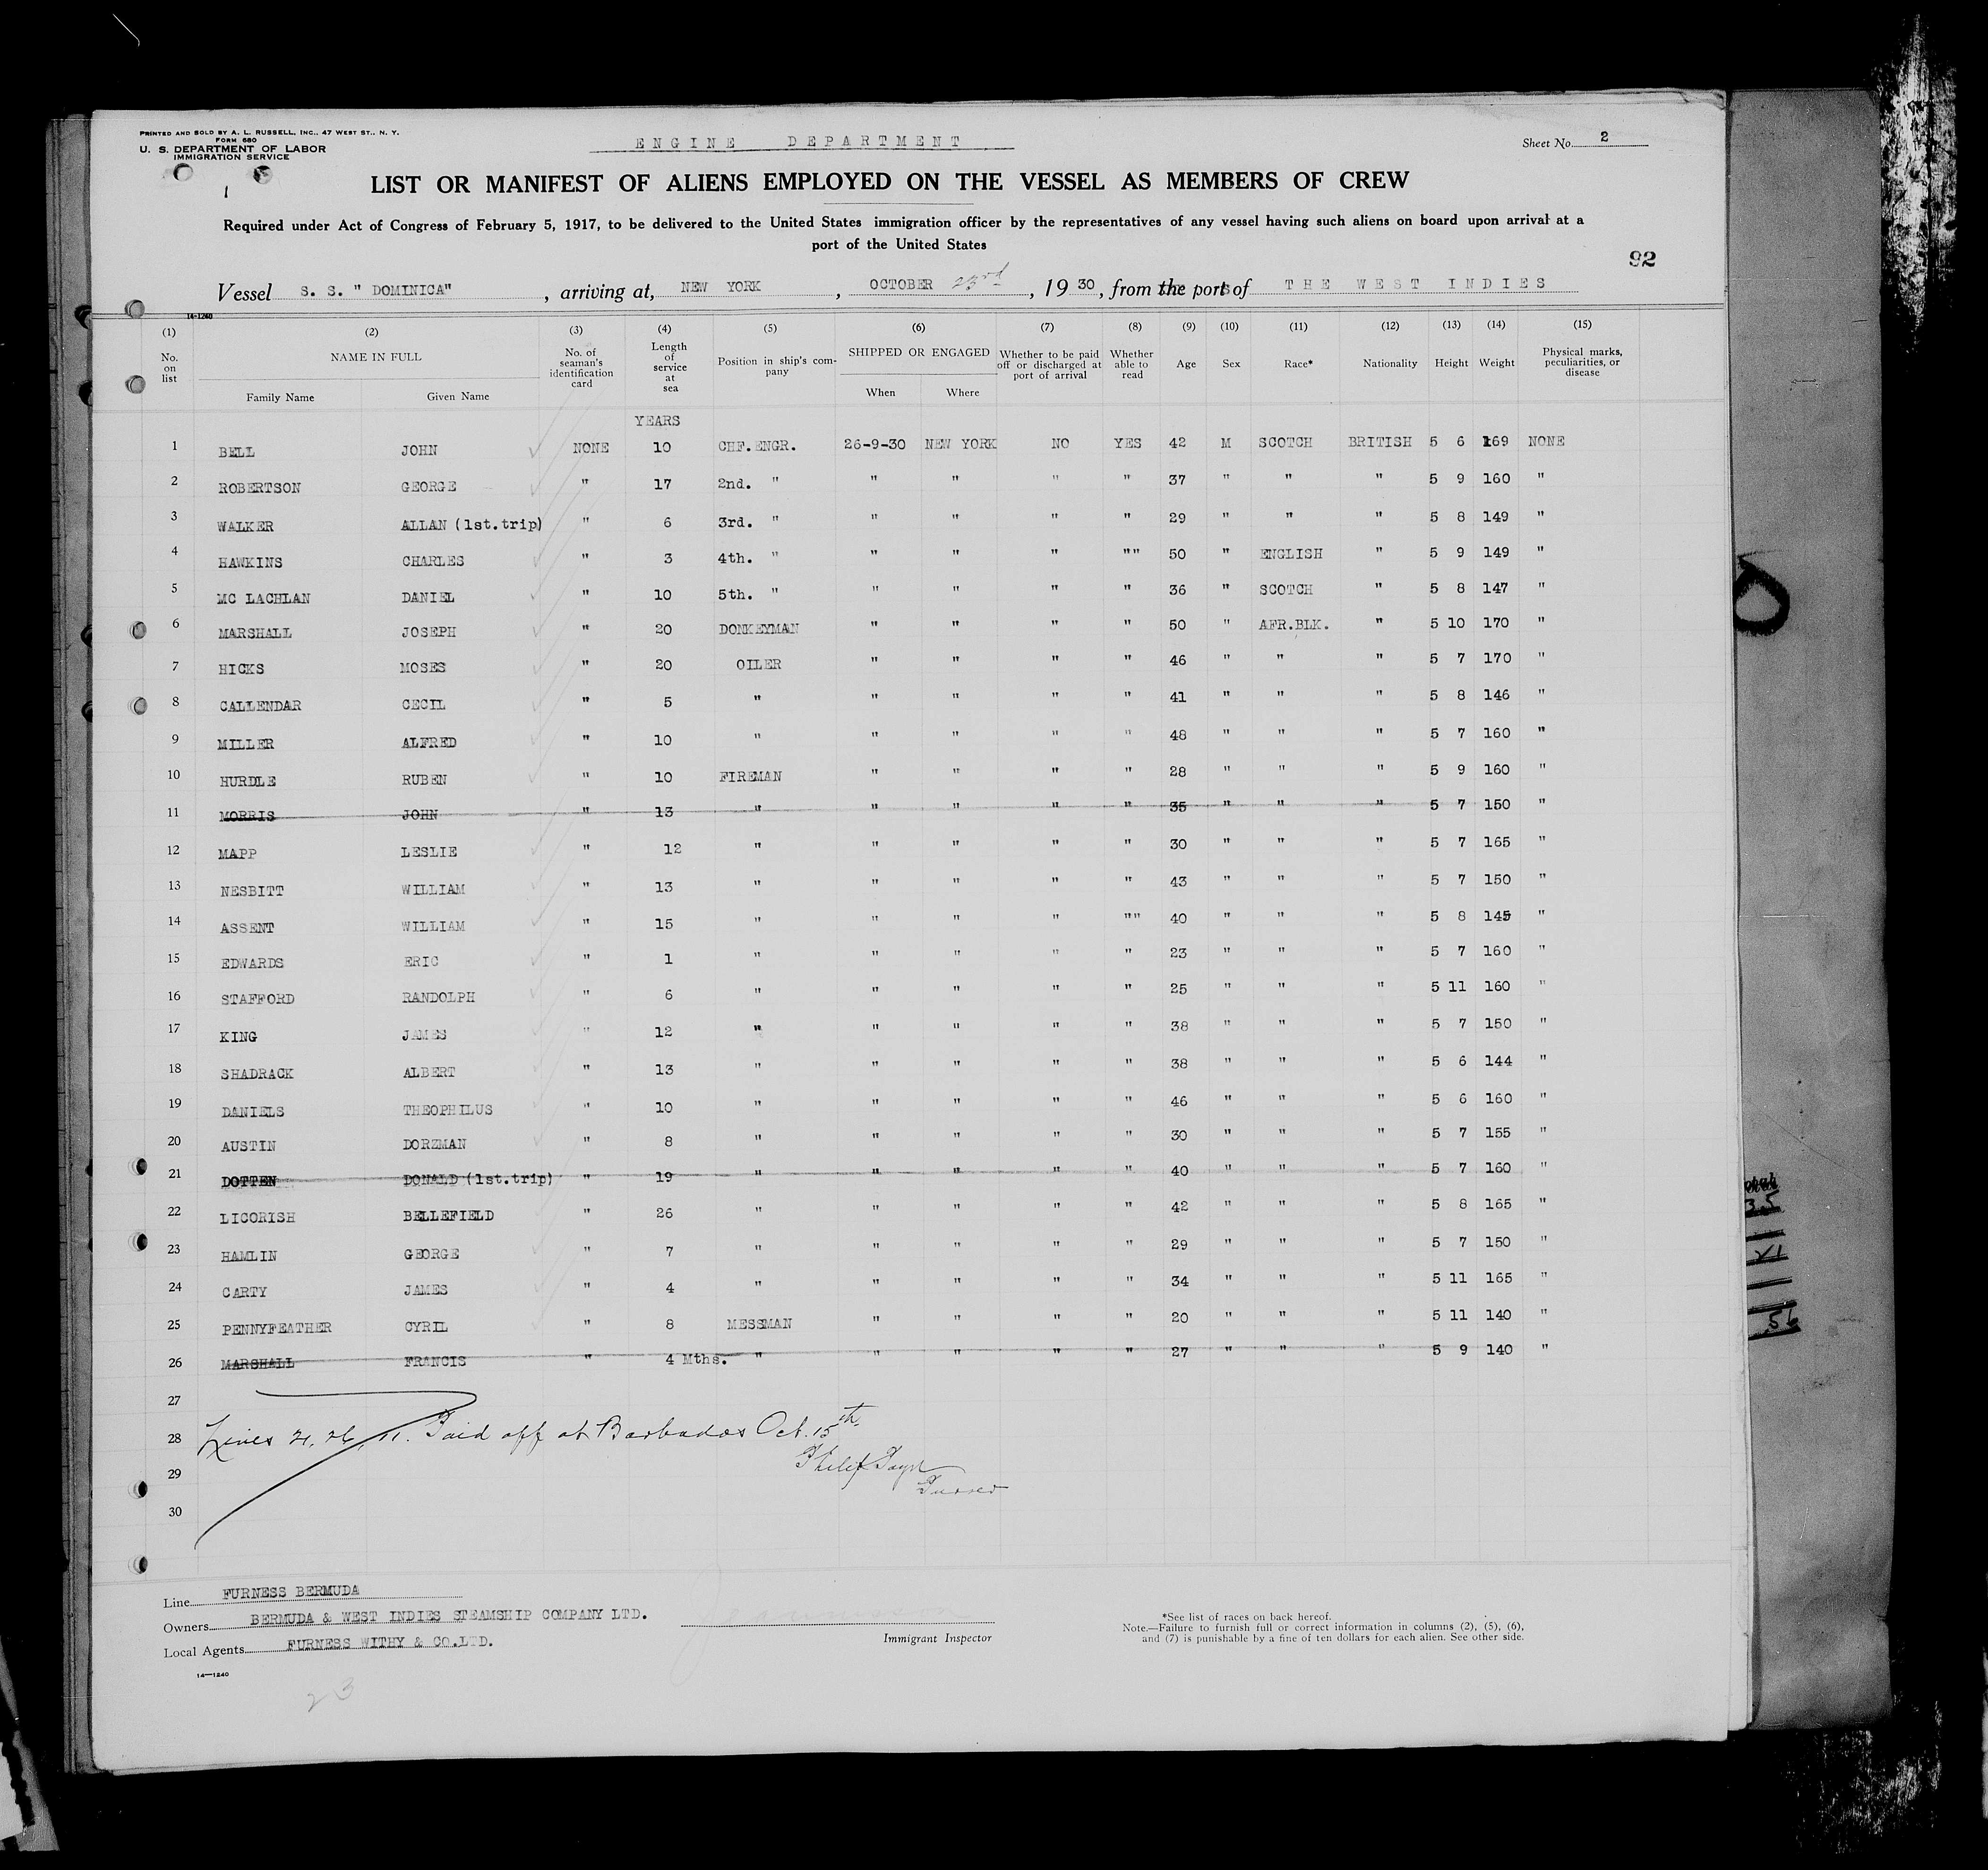 PRINTED AND SOLD BY A. L. RUSSELL, INC., 47 WEST ST., N. Y.
FORM 680
U. S. DEPARTMENT OF LABOR
IMMIGRATION SERVICE
ENGINE DEPARTMENT
Sheet No. 2
LIST OR MANIFEST OF ALIENS EMPLOYED ON THE VESSEL AS MEMBERS OF CREW
Required under Act of Congress of February 5, 1917, to be delivered to the United States immigration officer by the representatives of any vessel having such aliens on board upon arrival at a
port of the United States
92
Vessel S. S. " DOMINICA" , arriving at, NEW YORK , OCTOBER 23rd , 19 30, from the ports of THE WEST INDIES
14-1240
(1) (2) (3) (4) (5) (6) (7) (8) (9) (10) (11) (12) (13) (14) (15)
No. on list NAME IN FULL Family Name Given Name No. of seaman's identification card Length of service at sea Position in ship's company SHIPPED OR ENGAGED When Where Whether to be paid off or discharged at port of arrival Whether able to read Age Sex Race* Nationality Height Weight Physical marks, peculiarities, or disease
YEARS
1 BELL JOHN NONE 10 CHF.ENGR. 26-9-30 NEW YORK NO YES 42 M SCOTCH BRITISH 5 6 169 NONE
2 ROBERTSON GEORGE " 17 2nd. " " " " " 37 " " " 5 9 160 "
3 WALKER ALLAN (1st.trip) " 6 3rd. " " " " " 29 " " " 5 8 149 "
4 HAWKINS CHARLES " 3 4th. " " " " "" 50 " ENGLISH " 5 9 149 "
5 MC LACHLAN DANIEL " 10 5th. " " " " " 36 " SCOTCH " 5 8 147 "
6 MARSHALL JOSEPH " 20 DONKEYMAN " " " " 50 " AFR.BLK. " 5 10 170 "
7 HICKS MOSES " 20 OILER " " " " 46 " " " 5 7 170 "
8 CALLENDAR CECIL " 5 " " " " " 41 " " " 5 8 146 "
9 MILLER ALFRED " 10 " " " " " 48 " " " 5 7 160 "
10 HURDLE RUBEN " 10 FIREMAN " " " " 28 " " " 5 9 160 "
11 MORRIS JOHN " 13 " " " " " 35 " " " 5 7 150 "
12 MAPP LESLIE " 12 " " " " " 30 " " " 5 7 165 "
13 NESBITT WILLIAM " 13 " " " " " 43 " " " 5 7 150 "
14 ASSENT WILLIAM " 15 " " " " "" 40 " " " 5 8 145 "
15 EDWARDS ERIC " 1 " " " " " 23 " " " 5 7 160 "
16 STAFFORD RANDOLPH " 6 " " " " " 25 " " " 5 11 160 "
17 KING JAMES " 12 " " " " " 38 " " " 5 7 150 "
18 SHADRACK ALBERT " 13 " " " " " 38 " " " 5 6 144 "
19 DANIELS THEOPHILUS " 10 " " " " " 46 " " " 5 6 160 "
20 AUSTIN DORZMAN " 8 " " " " " 30 " " " 5 7 155 "
21 DOTTEN DONALD (1st.trip) " 19 " " " " " 40 " " " 5 7 160 "
22 LICORISH BELLEFIELD " 26 " " " " " 42 " " " 5 8 165 "
23 HAMLIN GEORGE " 7 " " " " " 29 " " " 5 7 150 "
24 CARTY JAMES " 4 " " " " " 34 " " " 5 11 165 "
25 PENNYFEATHER CYRIL " 8 MESSMAN " " " " 20 " " " 5 11 140 "
26 MARSHALL FRANCIS " 4 Mths. " " " " " 27 " " " 5 9 140 "
27
28 Lines 21, 26, 11. Paid off at Barbados Oct. 15th.
29 Philip
Purser
30
Line FURNESS BERMUDA
Owners BERMUDA & WEST INDIES STEAMSHIP COMPANY LTD.
Local Agents FURNESS WITHY & CO.LTD.
Immigrant Inspector
*See list of races on back hereof.
Note.—Failure to furnish full or correct information in columns (2), (5), (6),
and (7) is punishable by a fine of ten dollars for each alien. See other side.
14—1240
23